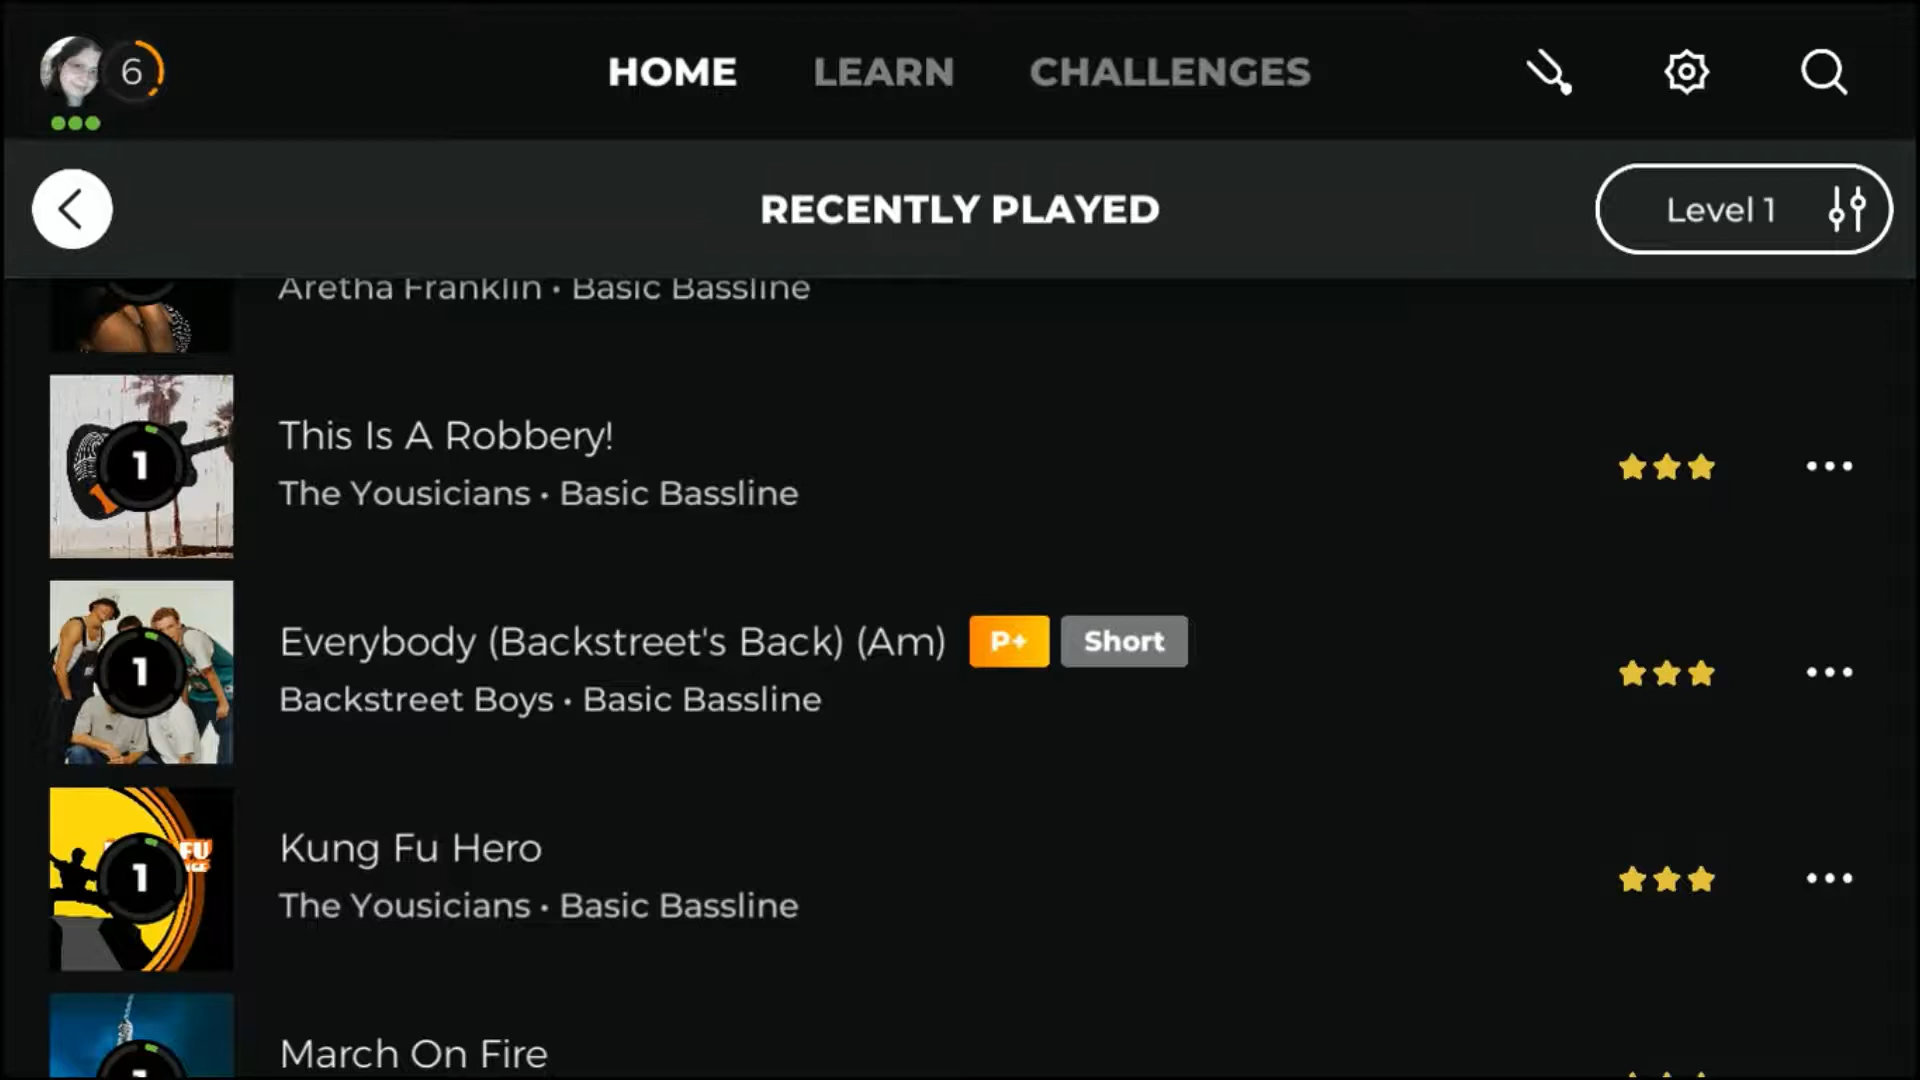 6
HOME
LEARN
CHALLENGES
RECENTLY PLAYED
Level 1
Aretha Franklin • Basic Bassline
1
This Is A Robbery!
The Yousicians • Basic Bassline
1
Everybody (Backstreet's Back) (Am)
P+
Short
Backstreet Boys • Basic Bassline
FU
1
Kung Fu Hero
The Yousicians • Basic Bassline
1
March On Fire